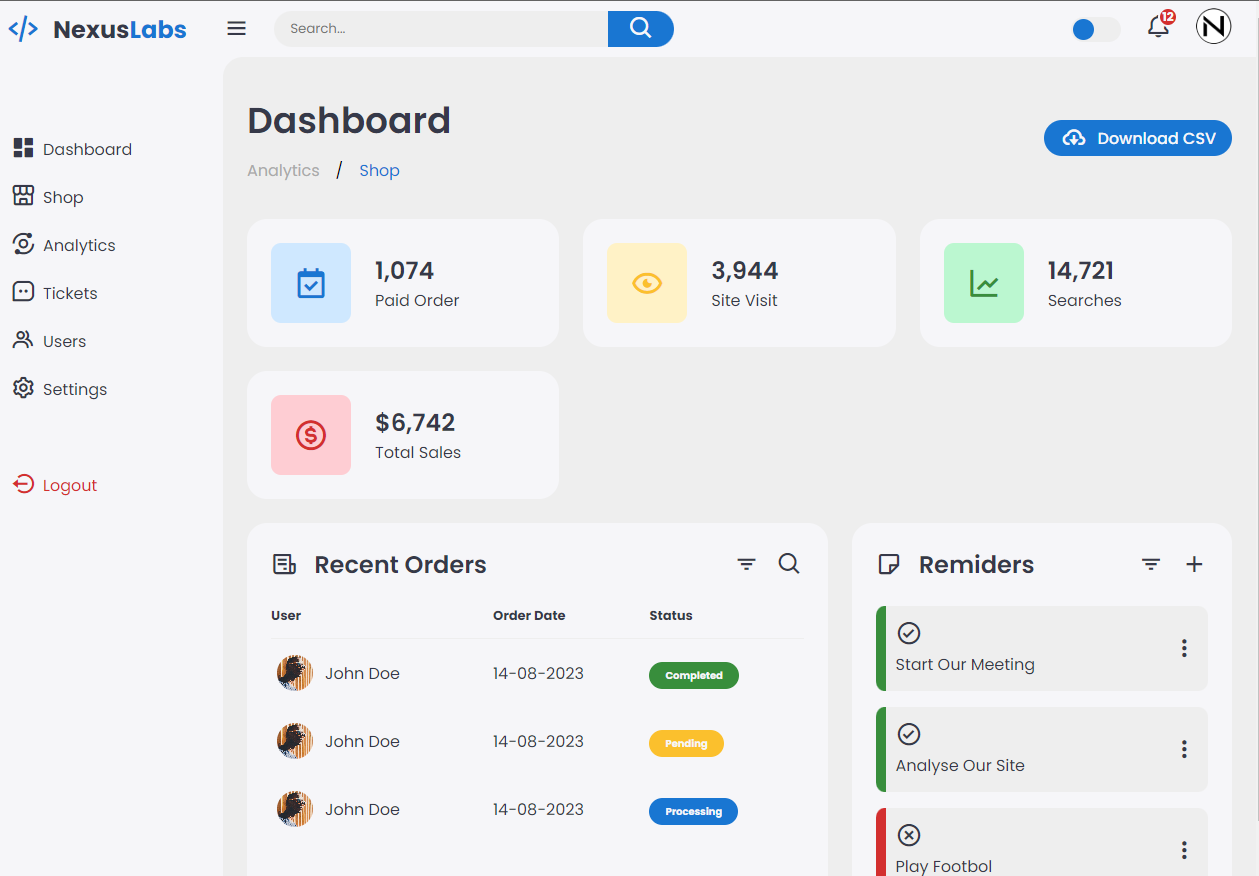 </> NexusLabs
Search...
12
N
Dashboard
Shop
Analytics
Tickets
Users
Settings
Logout
Dashboard
Analytics / Shop
Download CSV
1,074
Paid Order
3,944
Site Visit
14,721
Searches
$6,742
Total Sales
Recent Orders
User Order Date Status
John Doe 14-08-2023 Completed
John Doe 14-08-2023 Pending
John Doe 14-08-2023 Processing
Remiders
Start Our Meeting
Analyse Our Site
Play Footbol